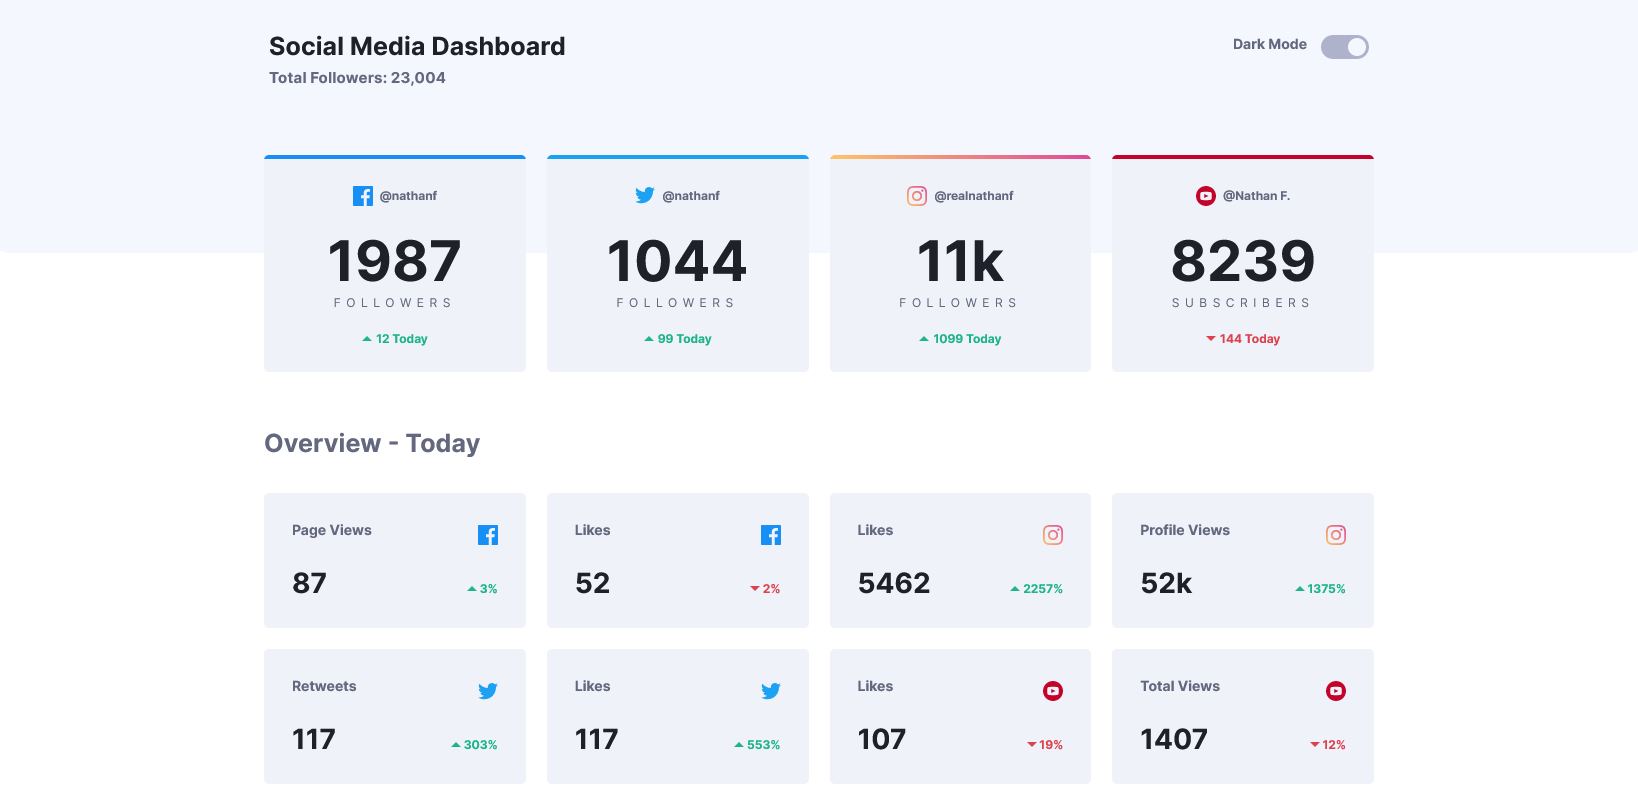 Social Media Dashboard
Total Followers: 23,004
Dark Mode
@nathanf
1987
FOLLOWERS
12 Today
@nathanf
1044
FOLLOWERS
99 Today
@realnathanf
11k
FOLLOWERS
1099 Today
@Nathan F.
8239
SUBSCRIBERS
144 Today
Overview - Today
Page Views
87
3%
Likes
52
2%
Likes
5462
2257%
Profile Views
52k
1375%
Retweets
117
303%
Likes
117
553%
Likes
107
19%
Total Views
1407
12%